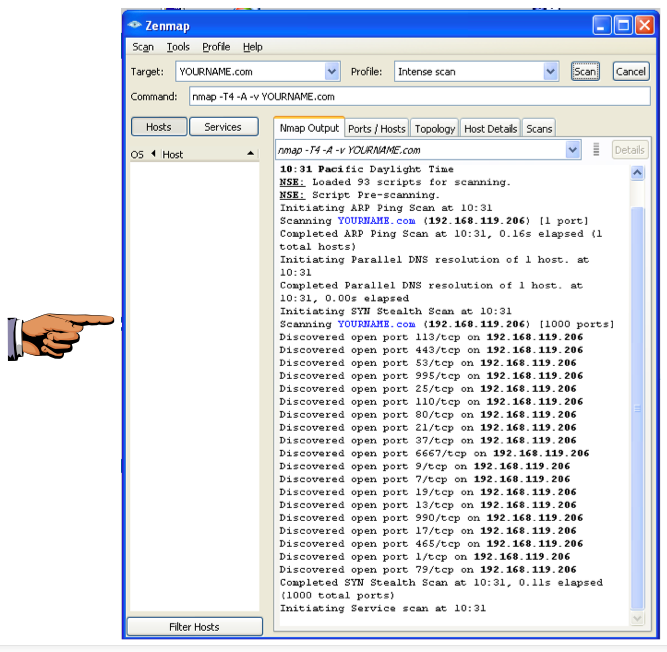 Zenmap
Scan Tools Profile Help
Target: YOURNAME.com Profile: Intense scan Scan Cancel
Command: nmap -T4 -A -v YOURNAME.com
Hosts Services Nmap Output Ports / Hosts Topology Host Details Scans
OS Host nmap -T4 -A -v YOURNAME.com Details
10:31 Pacific Daylight Time
NSE: Loaded 93 scripts for scanning.
NSE: Script Pre-scanning.
Initiating ARP Ping Scan at 10:31
Scanning YOURNAME.com (192.168.119.206) [1 port]
Completed ARP Ping Scan at 10:31, 0.16s elapsed (1
total hosts)
Initiating Parallel DNS resolution of 1 host. at
10:31
Completed Parallel DNS resolution of 1 host. at
10:31, 0.00s elapsed
Initiating SYN Stealth Scan at 10:31
Scanning YOURNAME.com (192.168.119.206) [1000 ports]
Discovered open port 113/tcp on 192.168.119.206
Discovered open port 443/tcp on 192.168.119.206
Discovered open port 53/tcp on 192.168.119.206
Discovered open port 995/tcp on 192.168.119.206
Discovered open port 25/tcp on 192.168.119.206
Discovered open port 110/tcp on 192.168.119.206
Discovered open port 80/tcp on 192.168.119.206
Discovered open port 21/tcp on 192.168.119.206
Discovered open port 37/tcp on 192.168.119.206
Discovered open port 6667/tcp on 192.168.119.206
Discovered open port 9/tcp on 192.168.119.206
Discovered open port 7/tcp on 192.168.119.206
Discovered open port 19/tcp on 192.168.119.206
Discovered open port 13/tcp on 192.168.119.206
Discovered open port 990/tcp on 192.168.119.206
Discovered open port 17/tcp on 192.168.119.206
Discovered open port 465/tcp on 192.168.119.206
Discovered open port 1/tcp on 192.168.119.206
Discovered open port 79/tcp on 192.168.119.206
Completed SYN Stealth Scan at 10:31, 0.11s elapsed
(1000 total ports)
Initiating Service scan at 10:31
Filter Hosts